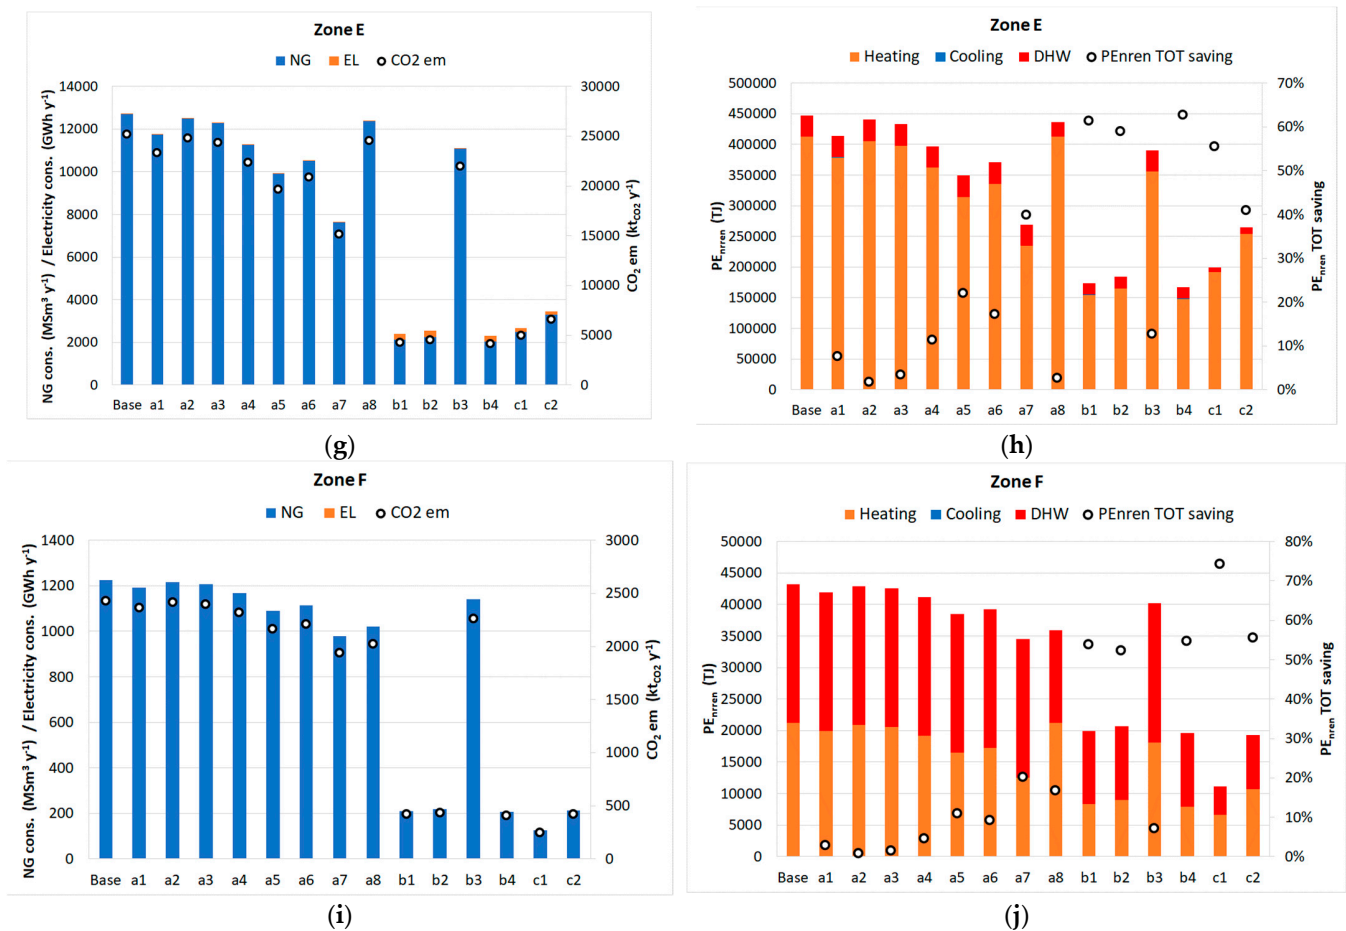 Zone E
NG EL CO2 em
NG cons. (MSm³ y⁻¹) / Electricity cons. (GWh y⁻¹)
14000
12000
10000
8000
6000
4000
2000
0
30000
25000
20000
15000
10000
5000
0
CO₂ em (kt_CO2 y⁻¹)
Base a1 a2 a3 a4 a5 a6 a7 a8 b1 b2 b3 b4 c1 c2
(g)
Zone E
Heating Cooling DHW PEnren TOT saving
PE_nrren (TJ)
500000
450000
400000
350000
300000
250000
200000
150000
100000
50000
0
70%
60%
50%
40%
30%
20%
10%
0%
PE_nren TOT saving
Base a1 a2 a3 a4 a5 a6 a7 a8 b1 b2 b3 b4 c1 c2
(h)
Zone F
NG EL CO2 em
NG cons. (MSm³ y⁻¹) / Electricity cons. (GWh y⁻¹)
1400
1200
1000
800
600
400
200
0
3000
2500
2000
1500
1000
500
0
CO₂ em (kt_CO2 y⁻¹)
Base a1 a2 a3 a4 a5 a6 a7 a8 b1 b2 b3 b4 c1 c2
(i)
Zone F
Heating Cooling DHW PEnren TOT saving
PE_nrren (TJ)
50000
45000
40000
35000
30000
25000
20000
15000
10000
5000
0
80%
70%
60%
50%
40%
30%
20%
10%
0%
PE_nren TOT saving
Base a1 a2 a3 a4 a5 a6 a7 a8 b1 b2 b3 b4 c1 c2
(j)